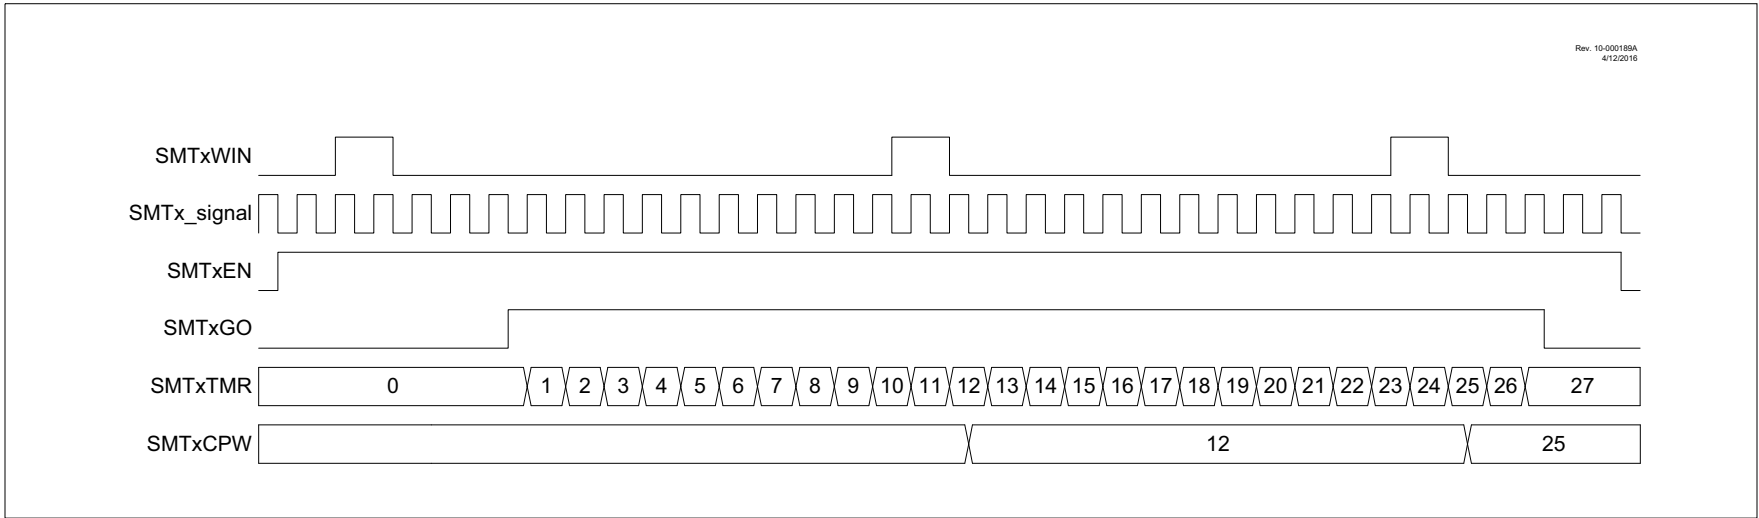 Rev. 10-000189A
4/12/2016
SMTxWIN
SMTx_signal
SMTxEN
SMTxGO
SMTxTMR 0 1 2 3 4 5 6 7 8 9 10 11 12 13 14 15 16 17 18 19 20 21 22 23 24 25 26 27
SMTxCPW 12 25